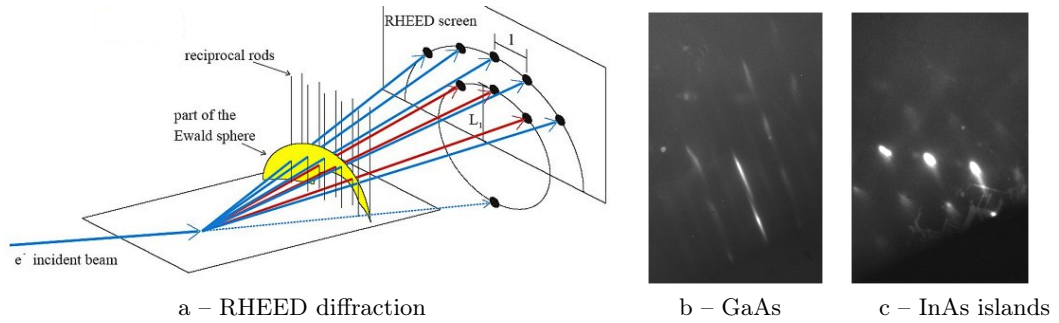 RHEED screen
l
reciprocal rods
part of the
Ewald sphere
L1
e- incident beam
a – RHEED diffraction
b – GaAs
c – InAs islands